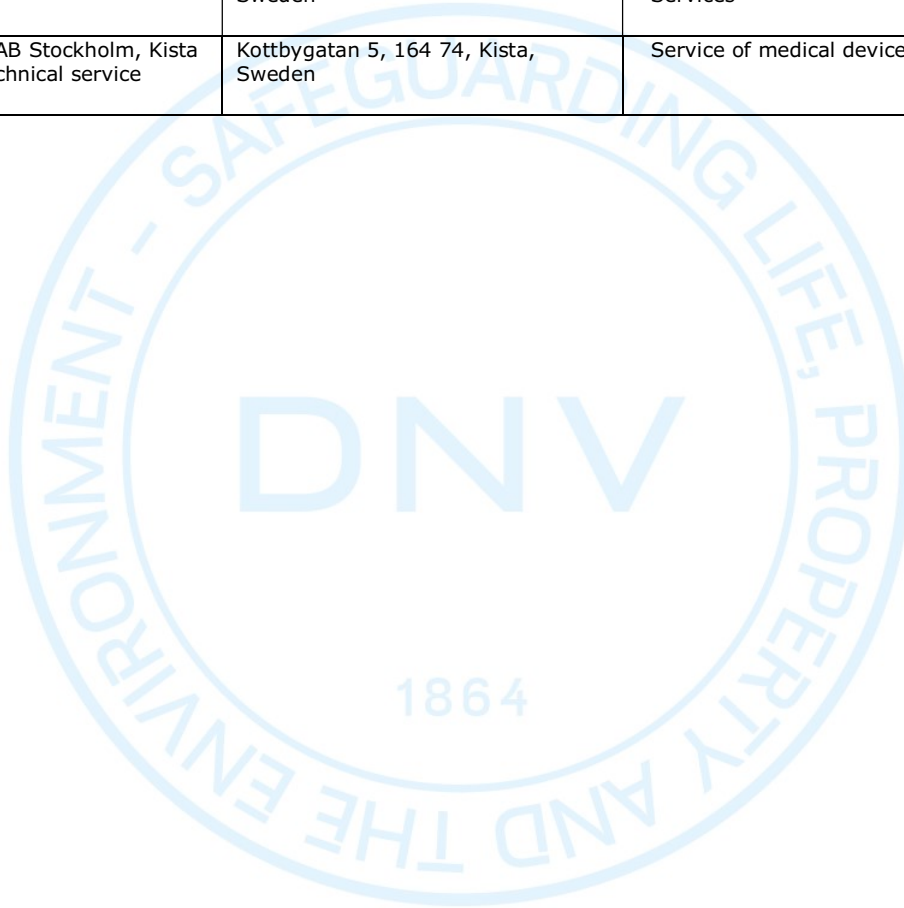 Sweden
Services
AB Stockholm, Kista
chnical service
Kottbygatan 5, 164 74, Kista,
Sweden
Service of medical device
SAFEGUARDING LIFE, PROPERTY AND THE ENVIRONMENT -
DNV
1864